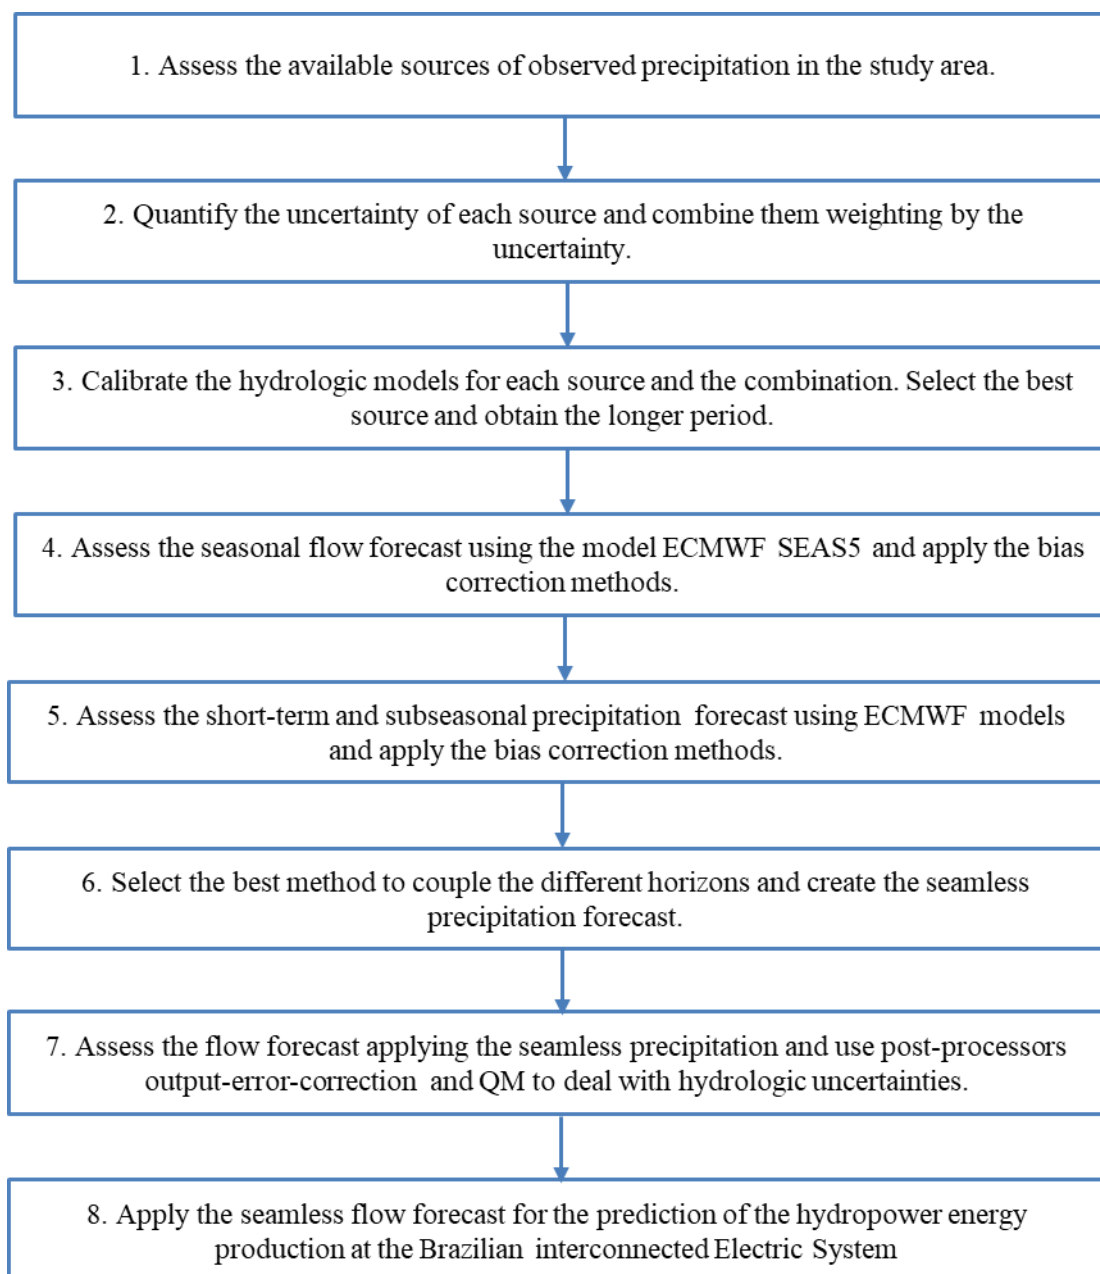 1. Assess the available sources of observed precipitation in the study area.
2. Quantify the uncertainty of each source and combine them weighting by the
uncertainty.
3. Calibrate the hydrologic models for each source and the combination. Select the best
source and obtain the longer period.
4. Assess the seasonal flow forecast using the model ECMWF SEAS5 and apply the bias
correction methods.
5. Assess the short-term and subseasonal precipitation forecast using ECMWF models
and apply the bias correction methods.
6. Select the best method to couple the different horizons and create the seamless
precipitation forecast.
7. Assess the flow forecast applying the seamless precipitation and use post-processors
output-error-correction and QM to deal with hydrologic uncertainties.
8. Apply the seamless flow forecast for the prediction of the hydropower energy
production at the Brazilian interconnected Electric System